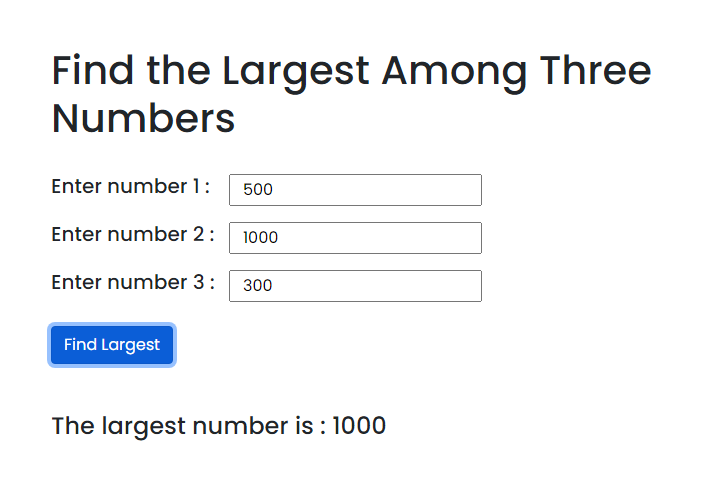 Find the Largest Among Three
Numbers
Enter number 1 : 500
Enter number 2 : 1000
Enter number 3 : 300
Find Largest
The largest number is : 1000